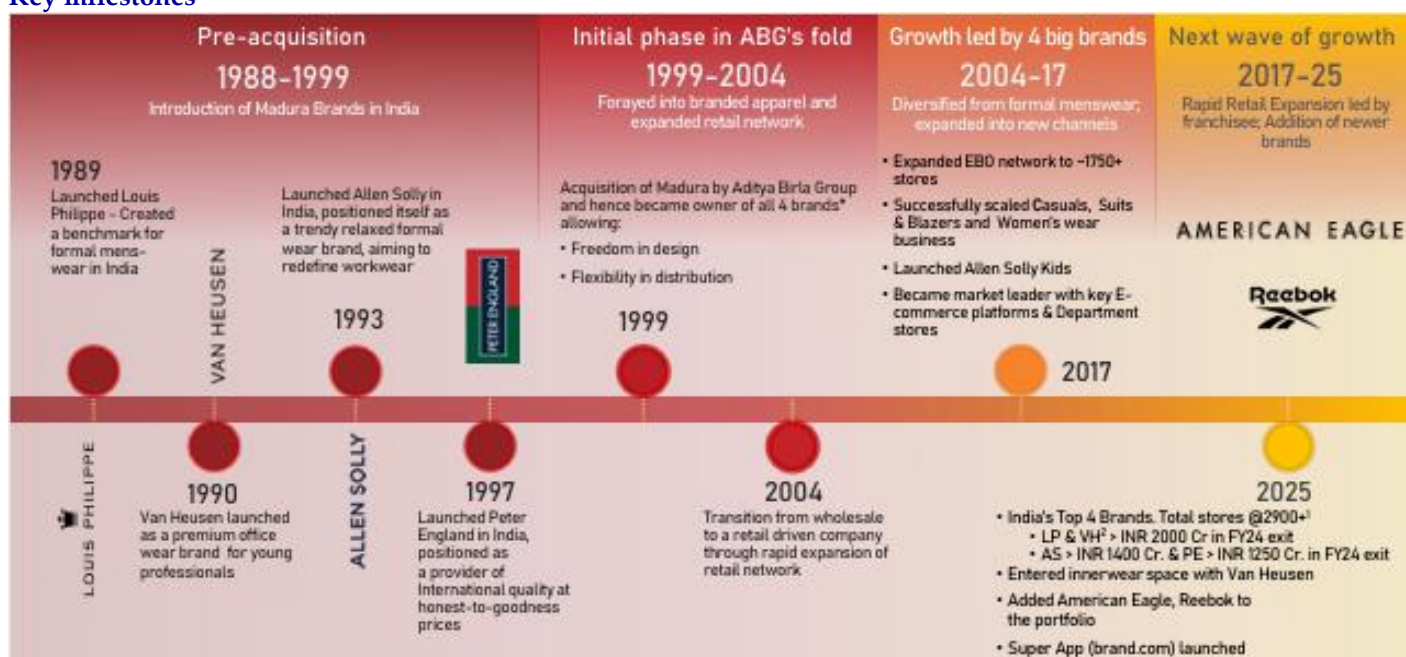 Key milestones
Pre-acquisition
1988-1999
Introduction of Madura Brands in India
Initial phase in ABG's fold
1999-2004
Forayed into branded apparel and
expanded retail network
Growth led by 4 big brands
2004-17
Diversified from formal menswear;
expanded into new channels
Next wave of growth
2017-25
Rapid Retail Expansion led by
franchisee; Addition of newer
brands
1989
Launched Louis
Philippe - Created
a benchmark for
formal mens-
wear in India
LOUIS PHILIPPE
VAN HEUSEN
1990
Van Heusen launched
as a premium office
wear brand for young
professionals
Launched Allen Solly in
India, positioned itself as
a trendy relaxed formal
wear brand, aiming to
redefine workwear
1993
ALLEN SOLLY
PETER ENGLAND
1997
Launched Peter
England in India,
positioned as
a provider of
International quality at
honest-to-goodness
prices
Acquisition of Madura by Aditya Birla Group
and hence became owner of all 4 brands*
allowing:
• Freedom in design
• Flexibility in distribution
1999
2004
Transition from wholesale
to a retail driven company
through rapid expansion of
retail network
• Expanded EBO network to ~1750+
stores
• Successfully scaled Casuals, Suits
& Blazers and Women's wear
business
• Launched Allen Solly Kids
• Became market leader with key E-
commerce platforms & Department
stores
2017
AMERICAN EAGLE
Reebok
2025
• India's Top 4 Brands. Total stores @2900+¹
• LP & VH² > INR 2000 Cr in FY24 exit
• AS > INR 1400 Cr. & PE > INR 1250 Cr. in FY24 exit
• Entered innerwear space with Van Heusen
• Added American Eagle, Reebok to
the portfolio
• Super App (brand.com) launched